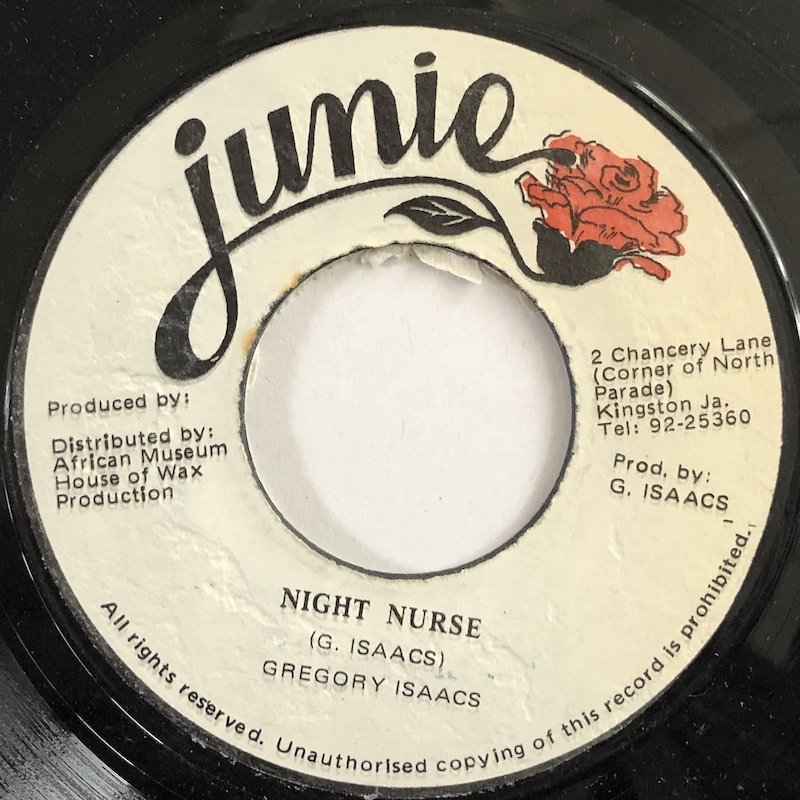 junie
Produced by:
Distributed by:
African Museum
House of Wax
Production
2 Chancery Lane
(Corner of North
Parade)
Kingston Ja.
Tel: 92-25360
Prod. by:
G. ISAACS
NIGHT NURSE
(G. ISAACS)
GREGORY ISAACS
All rights reserved. Unauthorised copying of this record is prohibited.